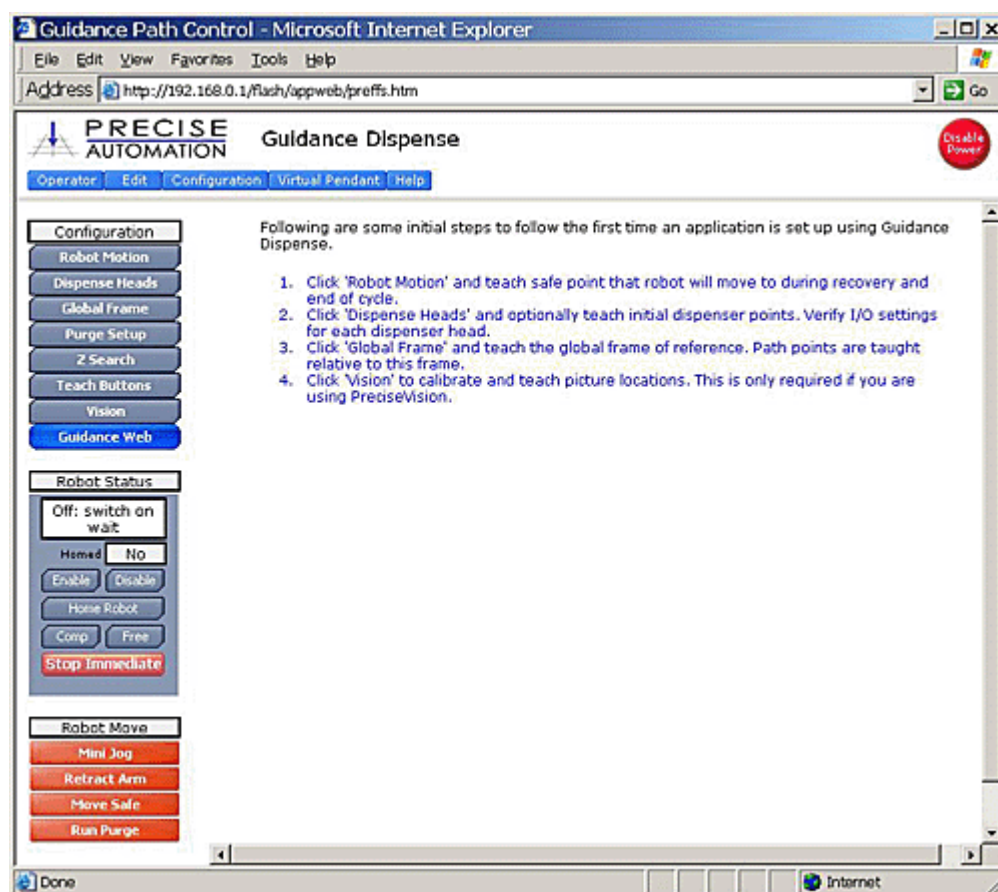 Guidance Path Control - Microsoft Internet Explorer
File Edit View Favorites Tools Help
Address http://192.168.0.1/flash/appweb/preffs.htm Go
PRECISE
AUTOMATION
Guidance Dispense
Disable
Power
Operator Edit Configuration Virtual Pendant Help
Configuration
Robot Motion
Dispense Heads
Global Frame
Purge Setup
Z Search
Teach Buttons
Vision
Guidance Web
Following are some initial steps to follow the first time an application is set up using Guidance
Dispense.
1. Click 'Robot Motion' and teach safe point that robot will move to during recovery and
end of cycle.
2. Click 'Dispense Heads' and optionally teach initial dispenser points. Verify I/O settings
for each dispenser head.
3. Click 'Global Frame' and teach the global frame of reference. Path points are taught
relative to this frame.
4. Click 'Vision' to calibrate and teach picture locations. This is only required if you are
using PreciseVision.
Robot Status
Off: switch on
wait
Homed No
Enable Disable
Home Robot
Comp Free
Stop Immediate
Robot Move
Mini Jog
Retract Arm
Move Safe
Run Purge
Done Internet